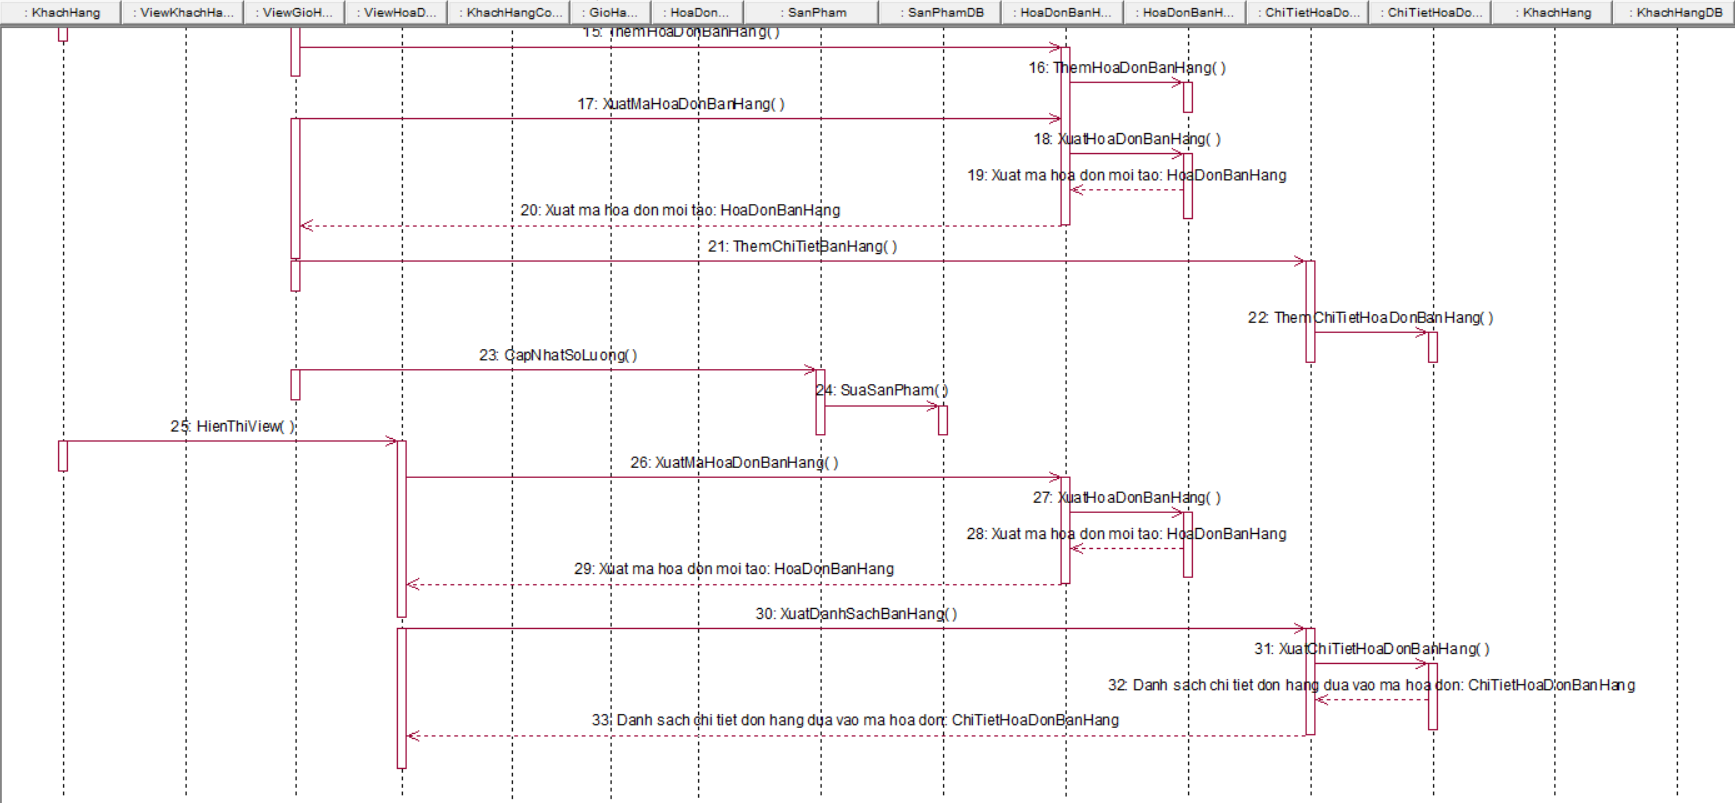 : KhachHang
: ViewKhachHa...
: ViewGioH...
: ViewHoaD...
: KhachHangCo...
: GioHa...
: HoaDon...
: SanPham
: SanPhamDB
: HoaDonBanH...
: HoaDonBanH...
: ChiTietHoaDo...
: ChiTietHoaDo...
: KhachHang
: KhachHangDB
15: ThemHoaDonBanHang( )
16: ThemHoaDonBanHang( )
17: XuatMaHoaDonBanHang( )
18: XuatHoaDonBanHang( )
19: Xuat ma hoa don moi tao: HoaDonBanHang
20: Xuat ma hoa don moi tao: HoaDonBanHang
21: ThemChiTietBanHang( )
22: ThemChiTietHoaDonBanHang( )
23: CapNhatSoLuong( )
24: SuaSanPham( )
25: HienThiView( )
26: XuatMaHoaDonBanHang( )
27: XuatHoaDonBanHang( )
28: Xuat ma hoa don moi tao: HoaDonBanHang
29: Xuat ma hoa don moi tao: HoaDonBanHang
30: XuatDanhSachBanHang( )
31: XuatChiTietHoaDonBanHang( )
32: Danh sach chi tiet don hang dua vao ma hoa don: ChiTietHoaDonBanHang
33: Danh sach chi tiet don hang dua vao ma hoa don: ChiTietHoaDonBanHang